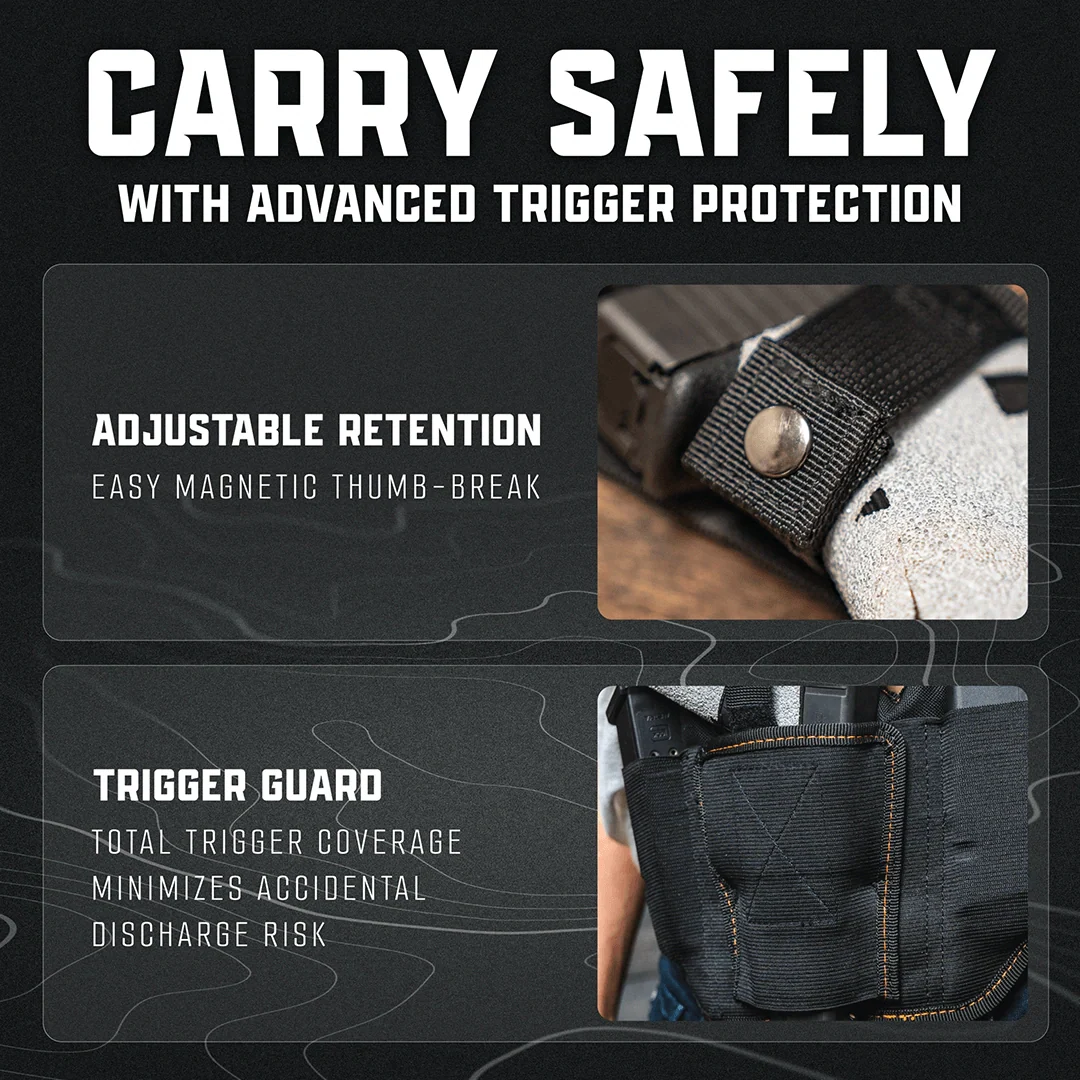 CARRY SAFELY
WITH ADVANCED TRIGGER PROTECTION
ADJUSTABLE RETENTION
EASY MAGNETIC THUMB-BREAK
TRIGGER GUARD
TOTAL TRIGGER COVERAGE
MINIMIZES ACCIDENTAL
DISCHARGE RISK